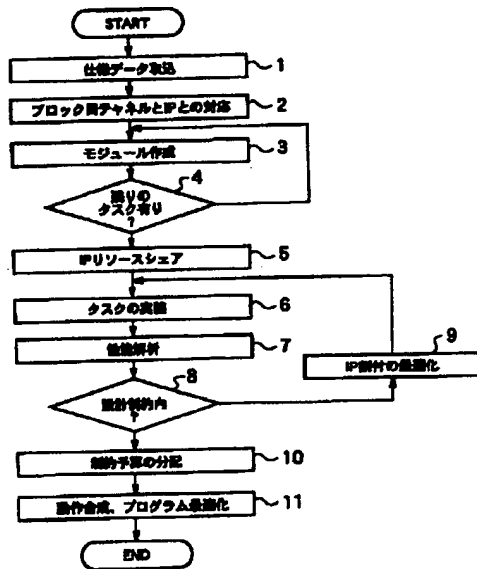 START
仕様データ取込
1
ブロック間チャネルとIPとの対応
2
モジュール作成
3
4
残りの
タスク有り
?
IPリソースシェア
5
タスクの実施
6
性能解析
7
8
設計制約内
?
9
IP割付の最適化
制約予算の分配
10
動作合成、プログラム最適化
11
END